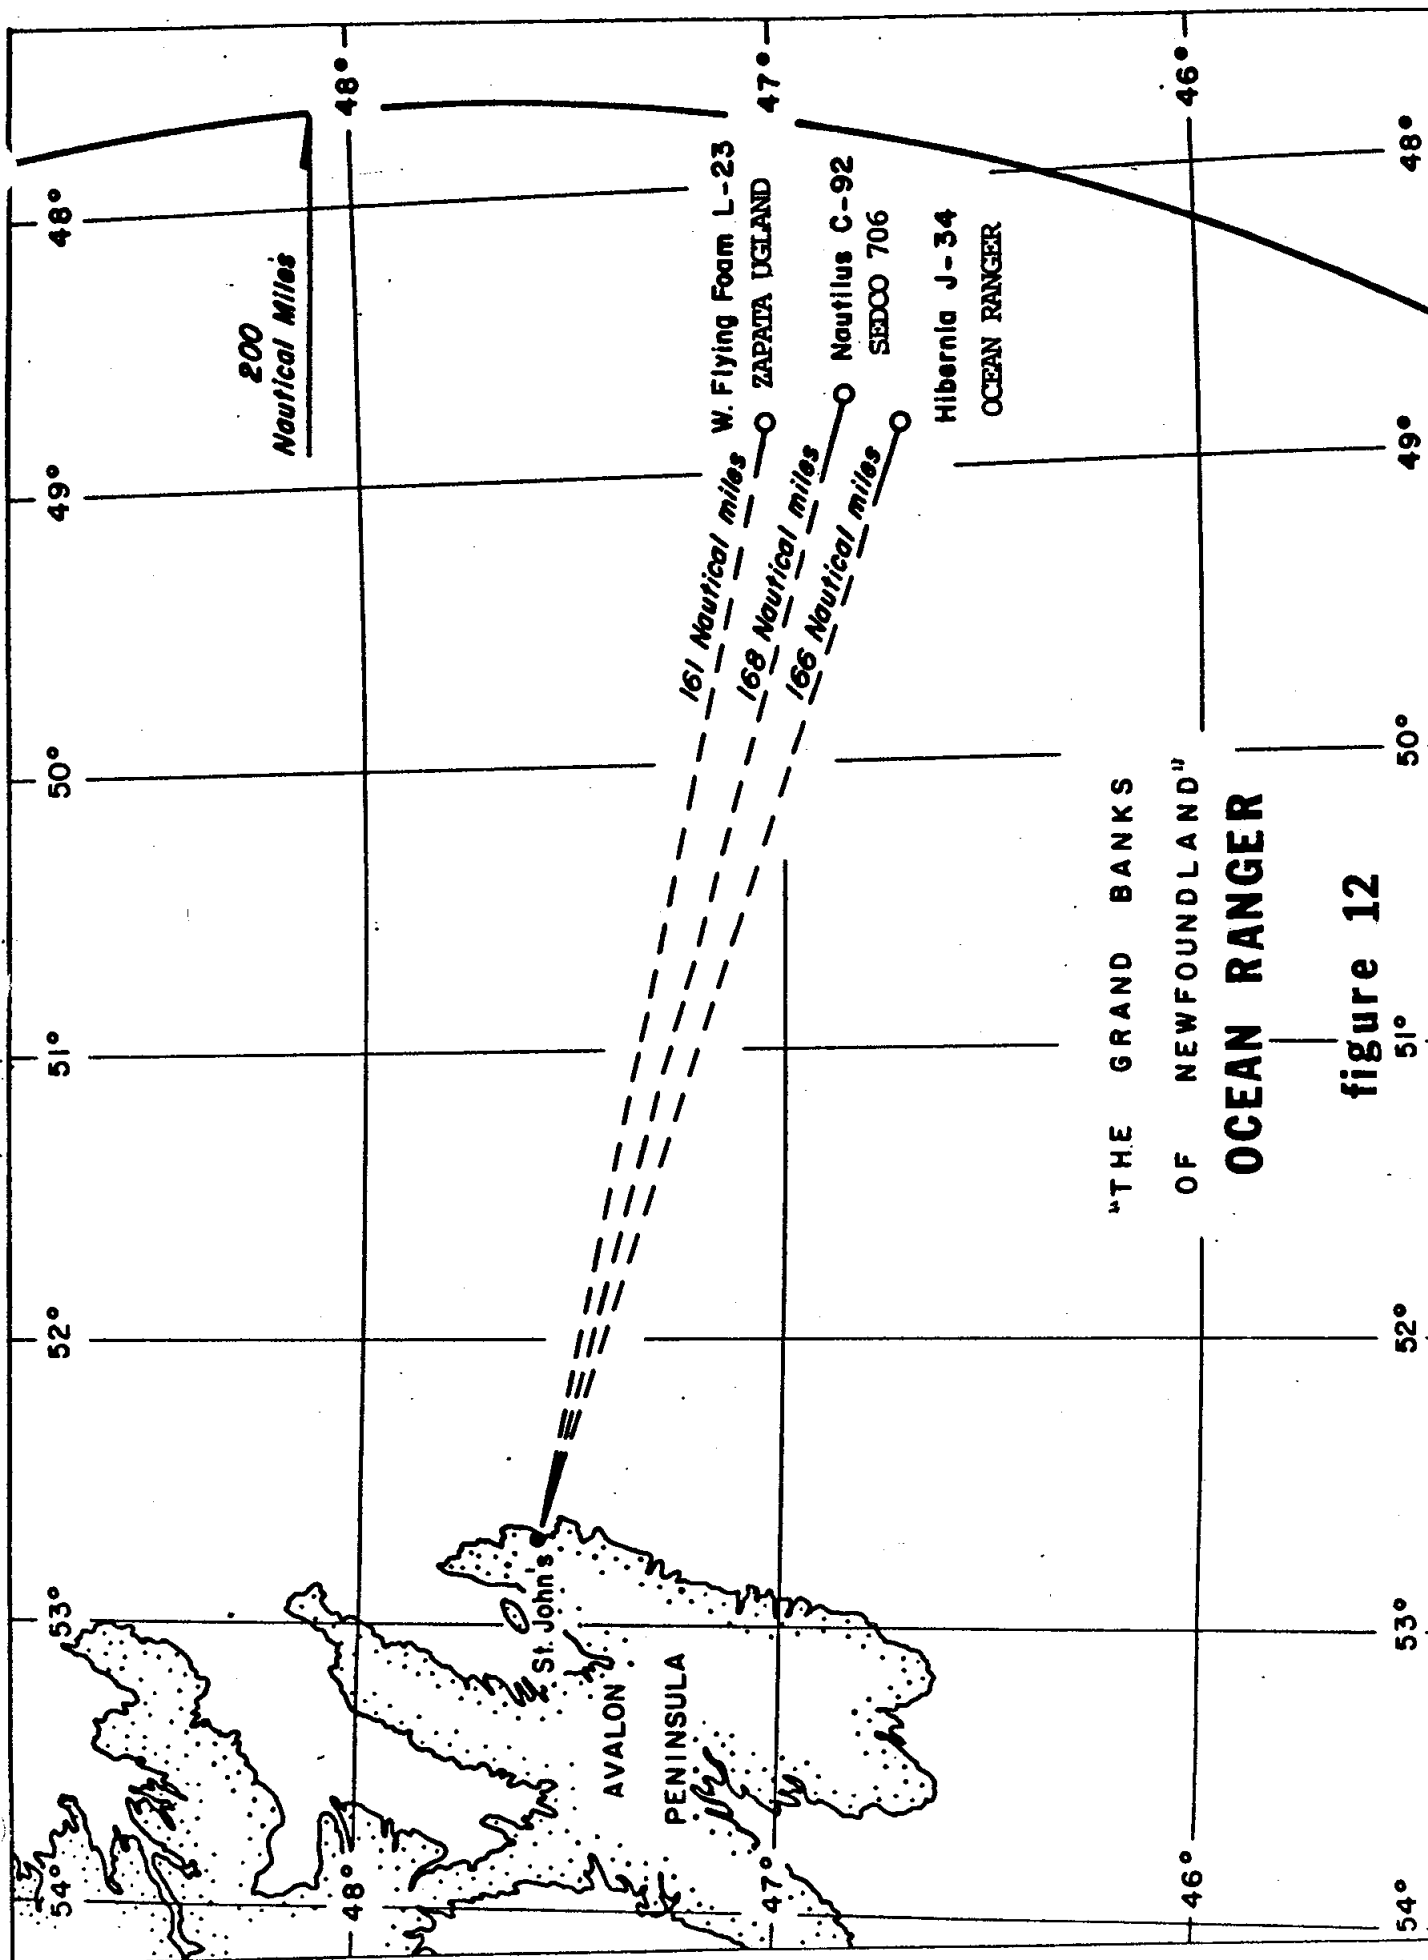 54°
53°
52°
51°
50°
49°
48°
200
Nautical Miles
48°
48°
St. John's
AVALON
PENINSULA
161 Nautical miles
168 Nautical miles
166 Nautical miles
W. Flying Foam L-23
ZAPATA UGLAND
47°
47°
Nautilus C-92
SEDCO 706
Hibernia J-34
OCEAN RANGER
"THE GRAND BANKS
OF NEWFOUNDLAND"
46°
46°
OCEAN RANGER
figure 12
54°
53°
52°
51°
50°
49°
48°